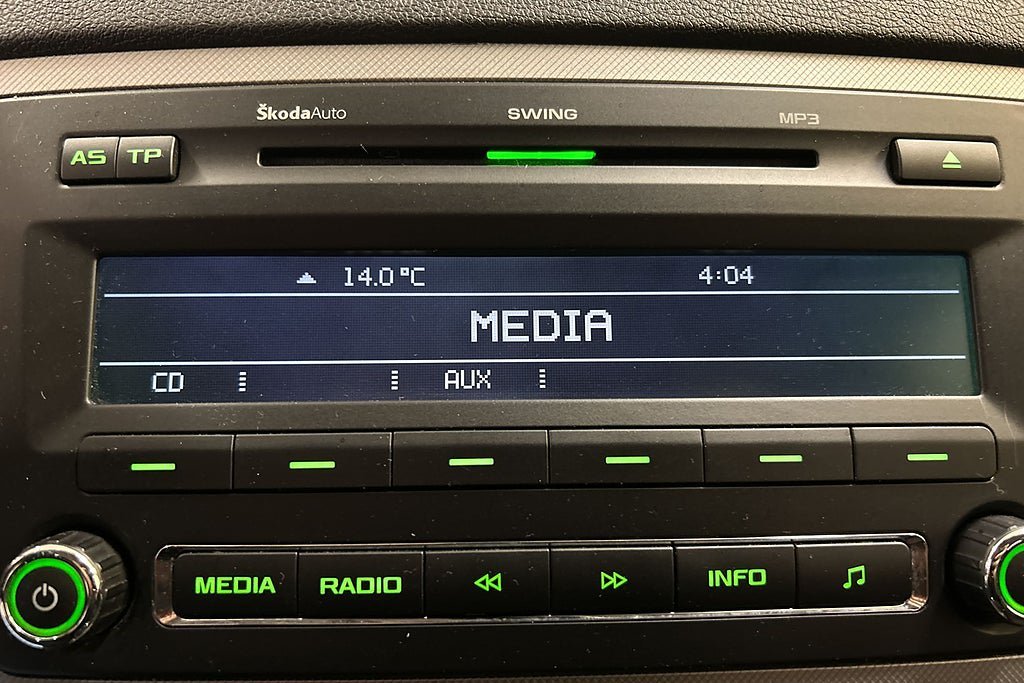 ŠkodaAuto SWING MP3
AS TP
14.0°C 4:04
MEDIA
CD AUX
MEDIA RADIO INFO